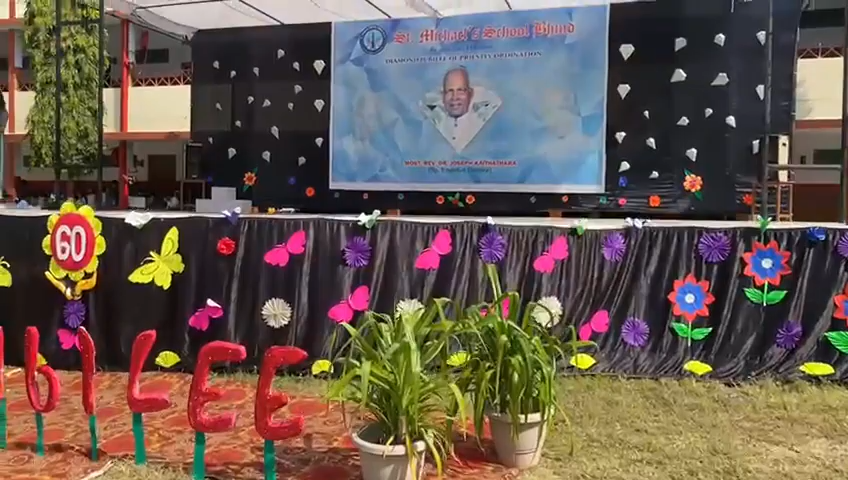 St. Michael's School Bhind
DIAMOND JUBILEE OF PRIESTLY ORDINATION
MOST. REV. DR. JOSEPH KAITHATHARA
60
bilee